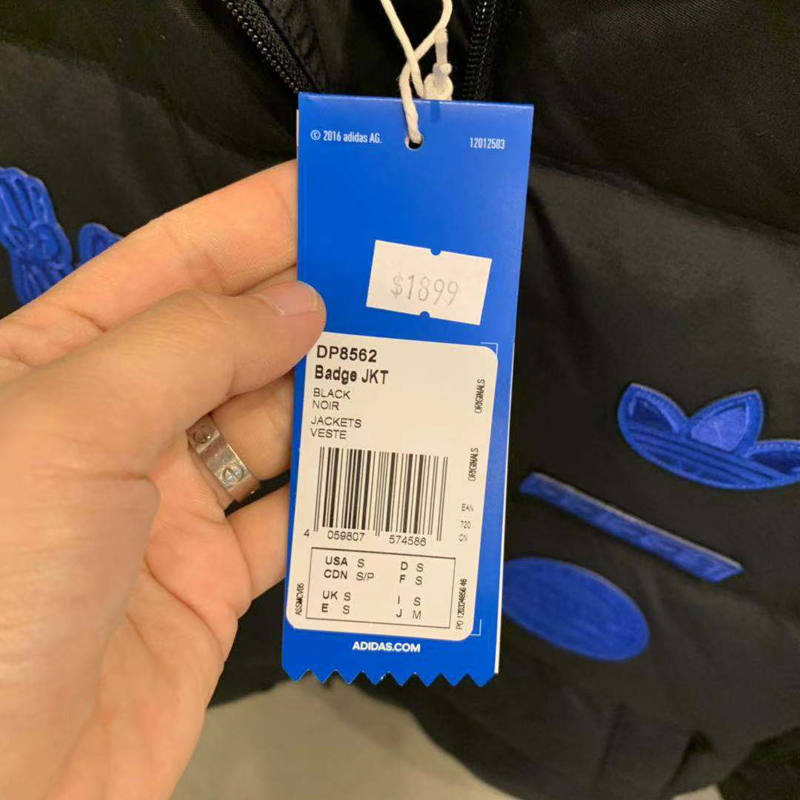 © 2016 adidas AG.
12012503
$1899
DP8562
Badge JKT
BLACK
NOIR
JACKETS
VESTE
ORIGINALS
ORIGINALS
EAN
720
CN
4 059807 574586
USA S D S
CDN S/P F S
UK S I S
E S J M
ADIDAS.COM